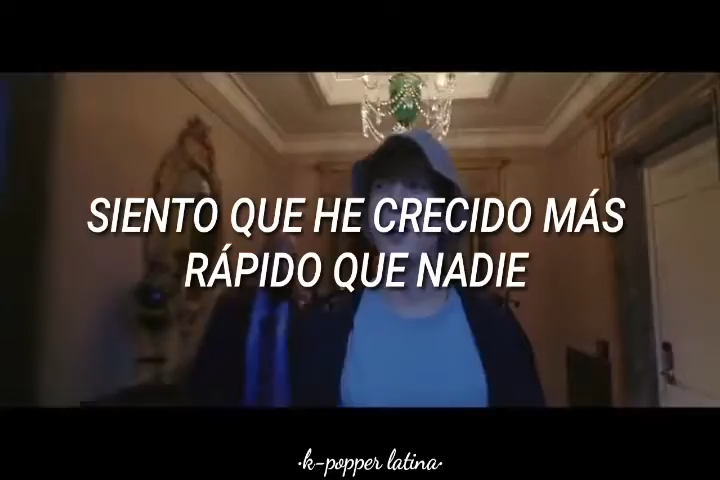 SIENTO QUE HE CRECIDO MÁS
RÁPIDO QUE NADIE
·k-popper latina·